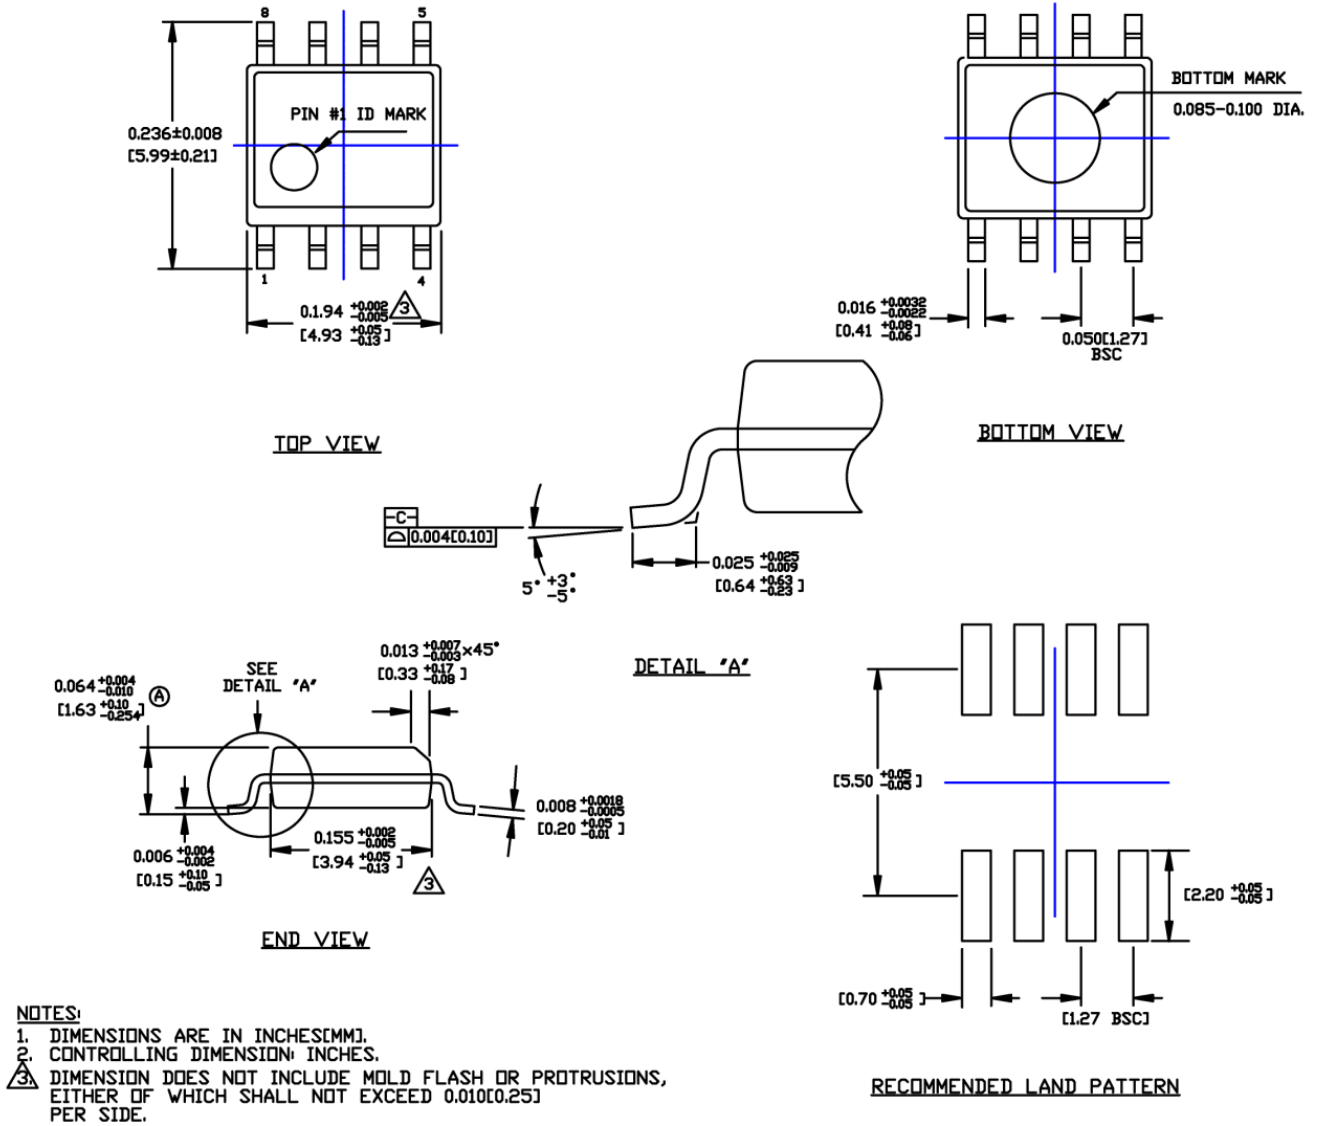 8
5
PIN #1 ID MARK
0.236±0.008
[5.99±0.21]
1
4
0.1.94 +0.002 -0.005
[4.93 +0.05 -0.13 ]
3
TOP VIEW
BOTTOM MARK
0.085-0.100 DIA.
0.016 +0.0032 -0.0022
[0.41 +0.08 -0.06 ]
0.050[1.27]
BSC
BOTTOM VIEW
-C-
0.004[0.10]
5° +3° -5°
0.025 +0.025 -0.009
[0.64 +0.63 -0.23 ]
DETAIL "A"
0.064 +0.004 -0.010
[1.63 +0.10 -0.254 ]
A
SEE
DETAIL "A"
0.013 +0.007 -0.003 ×45°
[0.33 +0.17 -0.08 ]
0.006 +0.004 -0.002
[0.15 +0.10 -0.05 ]
0.155 +0.002 -0.005
[3.94 +0.05 -0.13 ]
3
0.008 +0.0018 -0.0005
[0.20 +0.05 -0.01 ]
END VIEW
[5.50 +0.05 -0.05 ]
[2.20 +0.05 -0.05 ]
[0.70 +0.05 -0.05 ]
[1.27 BSC]
RECOMMENDED LAND PATTERN
NOTES:
1. DIMENSIONS ARE IN INCHES[MM].
2. CONTROLLING DIMENSION: INCHES.
3. DIMENSION DOES NOT INCLUDE MOLD FLASH OR PROTRUSIONS,
EITHER OF WHICH SHALL NOT EXCEED 0.010[0.25]
PER SIDE.